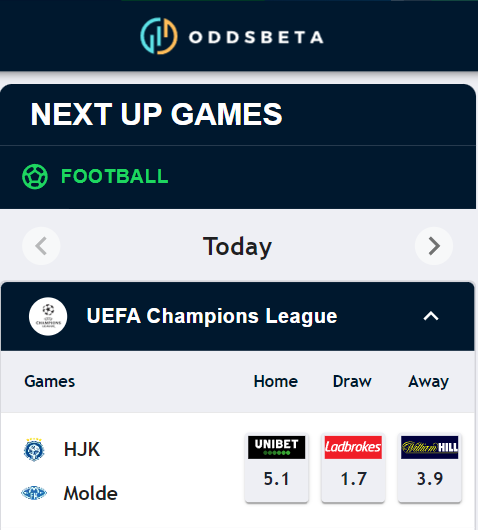 ODDSBETA
NEXT UP GAMES
FOOTBALL
Today
UEFA Champions League
Games Home Draw Away
UNIBET Ladbrokes William HILL
HJK 5.1 1.7 3.9
Molde